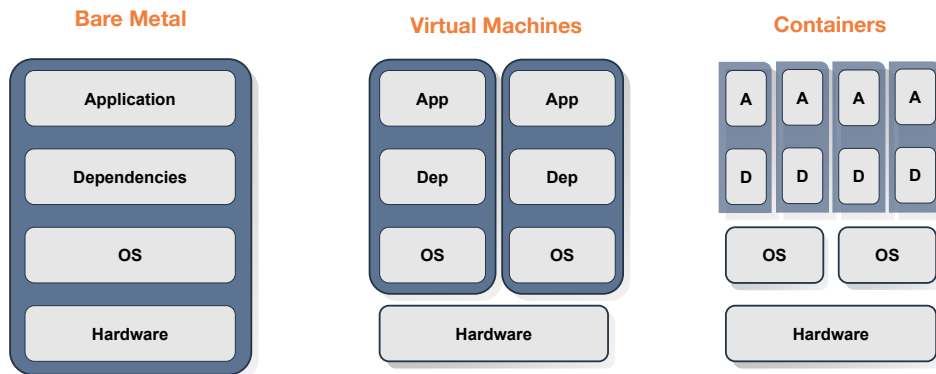 Bare Metal
Application
Dependencies
OS
Hardware
Virtual Machines
App App
Dep Dep
OS OS
Hardware
Containers
A A A A
D D D D
OS OS
Hardware